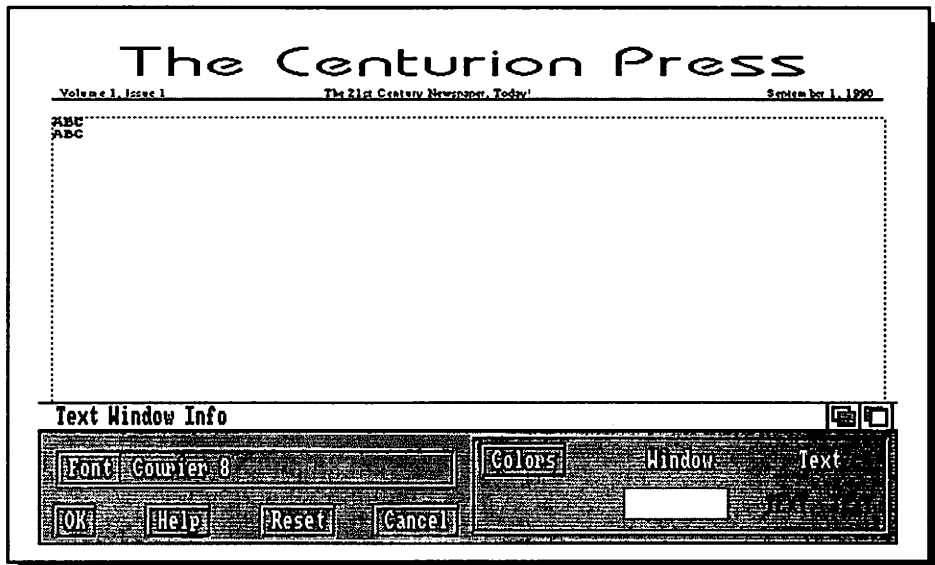 The Centurion Press
Volume 1, Issue 1 The 21st Century Newspaper, Today! September 1, 1990
ABC
ABC
Text Window Info
Font Courier 8 Colors Window Text
OK Help Reset Cancel